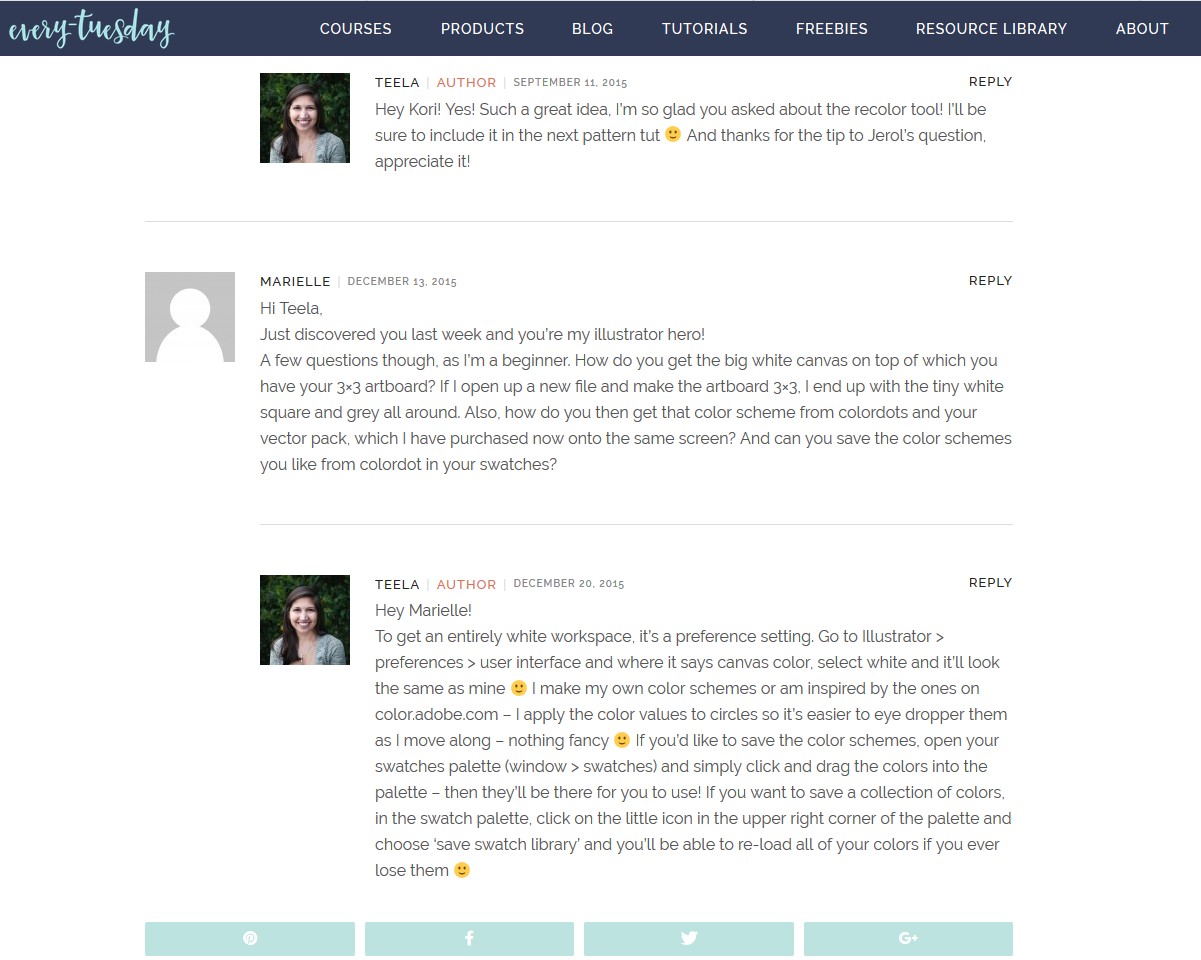 every-tuesday
COURSES PRODUCTS BLOG TUTORIALS FREEBIES RESOURCE LIBRARY ABOUT
TEELA | AUTHOR | SEPTEMBER 11, 2015 REPLY
Hey Kori! Yes! Such a great idea, I'm so glad you asked about the recolor tool! I'll be
sure to include it in the next pattern tut 🙂 And thanks for the tip to Jerol's question,
appreciate it!
MARIELLE | DECEMBER 13, 2015 REPLY
Hi Teela,
Just discovered you last week and you're my illustrator hero!
A few questions though, as I'm a beginner. How do you get the big white canvas on top of which you
have your 3×3 artboard? If I open up a new file and make the artboard 3×3, I end up with the tiny white
square and grey all around. Also, how do you then get that color scheme from colordots and your
vector pack, which I have purchased now onto the same screen? And can you save the color schemes
you like from colordot in your swatches?
TEELA | AUTHOR | DECEMBER 20, 2015 REPLY
Hey Marielle!
To get an entirely white workspace, it's a preference setting. Go to Illustrator >
preferences > user interface and where it says canvas color, select white and it'll look
the same as mine 🙂 I make my own color schemes or am inspired by the ones on
color.adobe.com – I apply the color values to circles so it's easier to eye dropper them
as I move along – nothing fancy 🙂 If you'd like to save the color schemes, open your
swatches palette (window > swatches) and simply click and drag the colors into the
palette – then they'll be there for you to use! If you want to save a collection of colors,
in the swatch palette, click on the little icon in the upper right corner of the palette and
choose 'save swatch library' and you'll be able to re-load all of your colors if you ever
lose them 🙂
G+